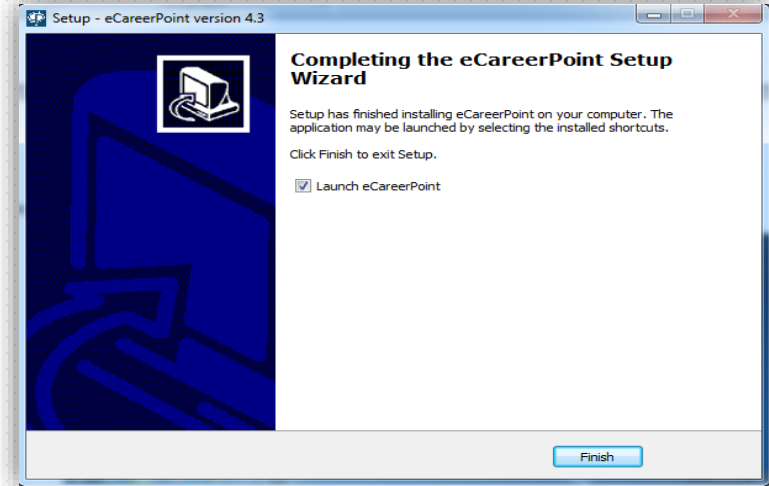 Setup - eCareerPoint version 4.3
Completing the eCareerPoint Setup
Wizard
Setup has finished installing eCareerPoint on your computer. The
application may be launched by selecting the installed shortcuts.
Click Finish to exit Setup.
Launch eCareerPoint
Finish